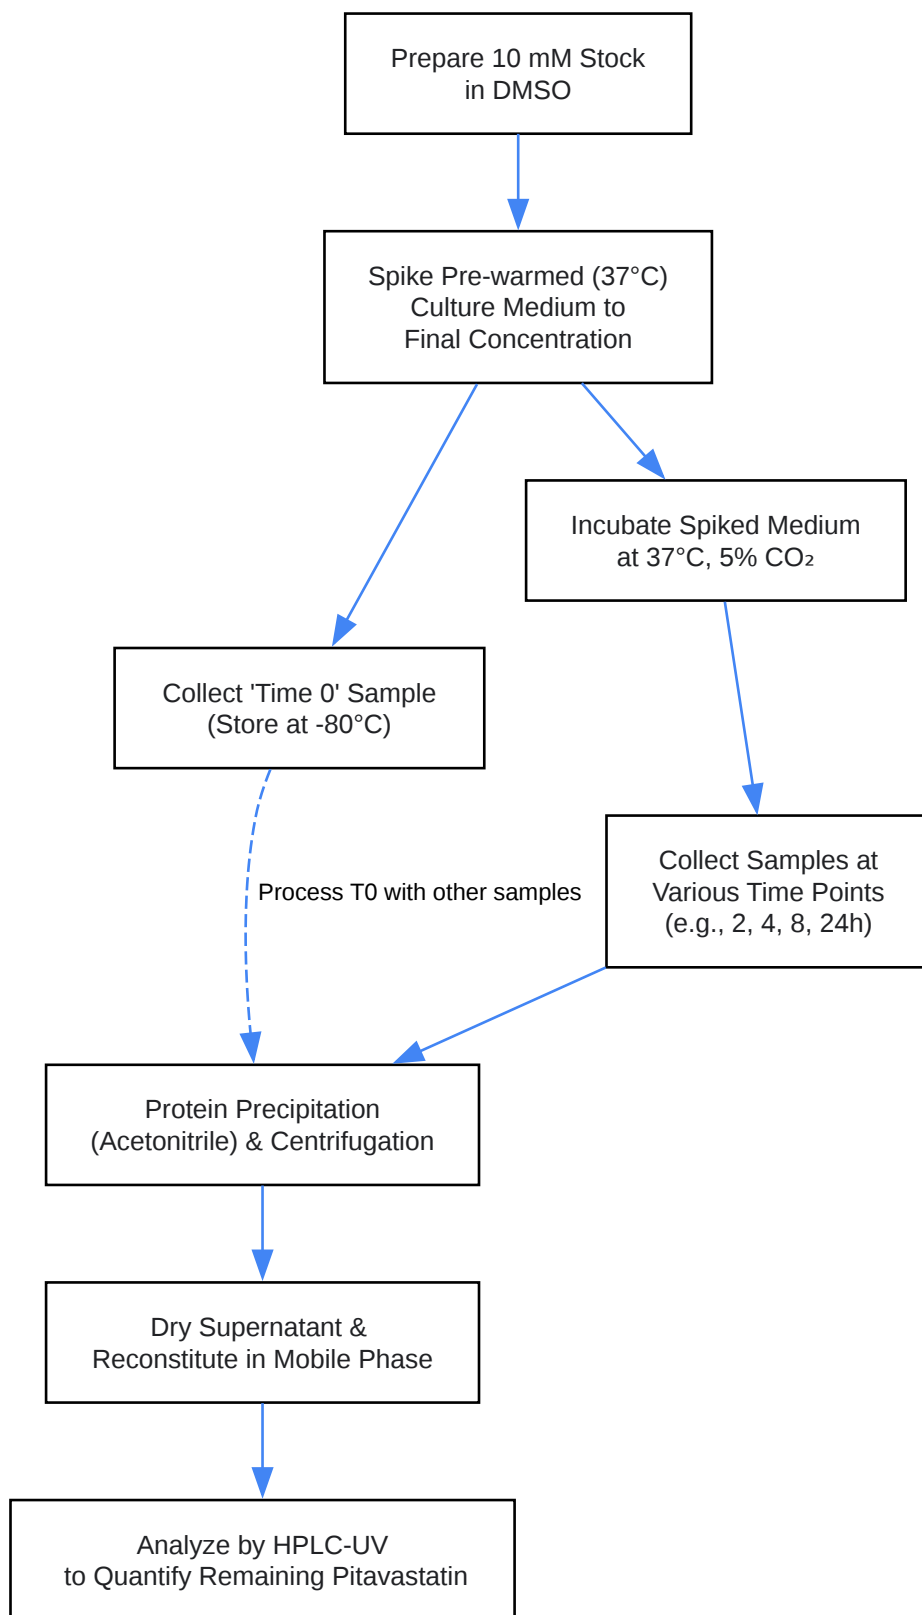 Prepare 10 mM Stock
in DMSO
Spike Pre-warmed (37°C)
Culture Medium to
Final Concentration
Incubate Spiked Medium
at 37°C, 5% CO₂
Collect 'Time 0' Sample
(Store at -80°C)
Collect Samples at
Various Time Points
(e.g., 2, 4, 8, 24h)
Process T0 with other samples
Protein Precipitation
(Acetonitrile) & Centrifugation
Dry Supernatant &
Reconstitute in Mobile Phase
Analyze by HPLC-UV
to Quantify Remaining Pitavastatin